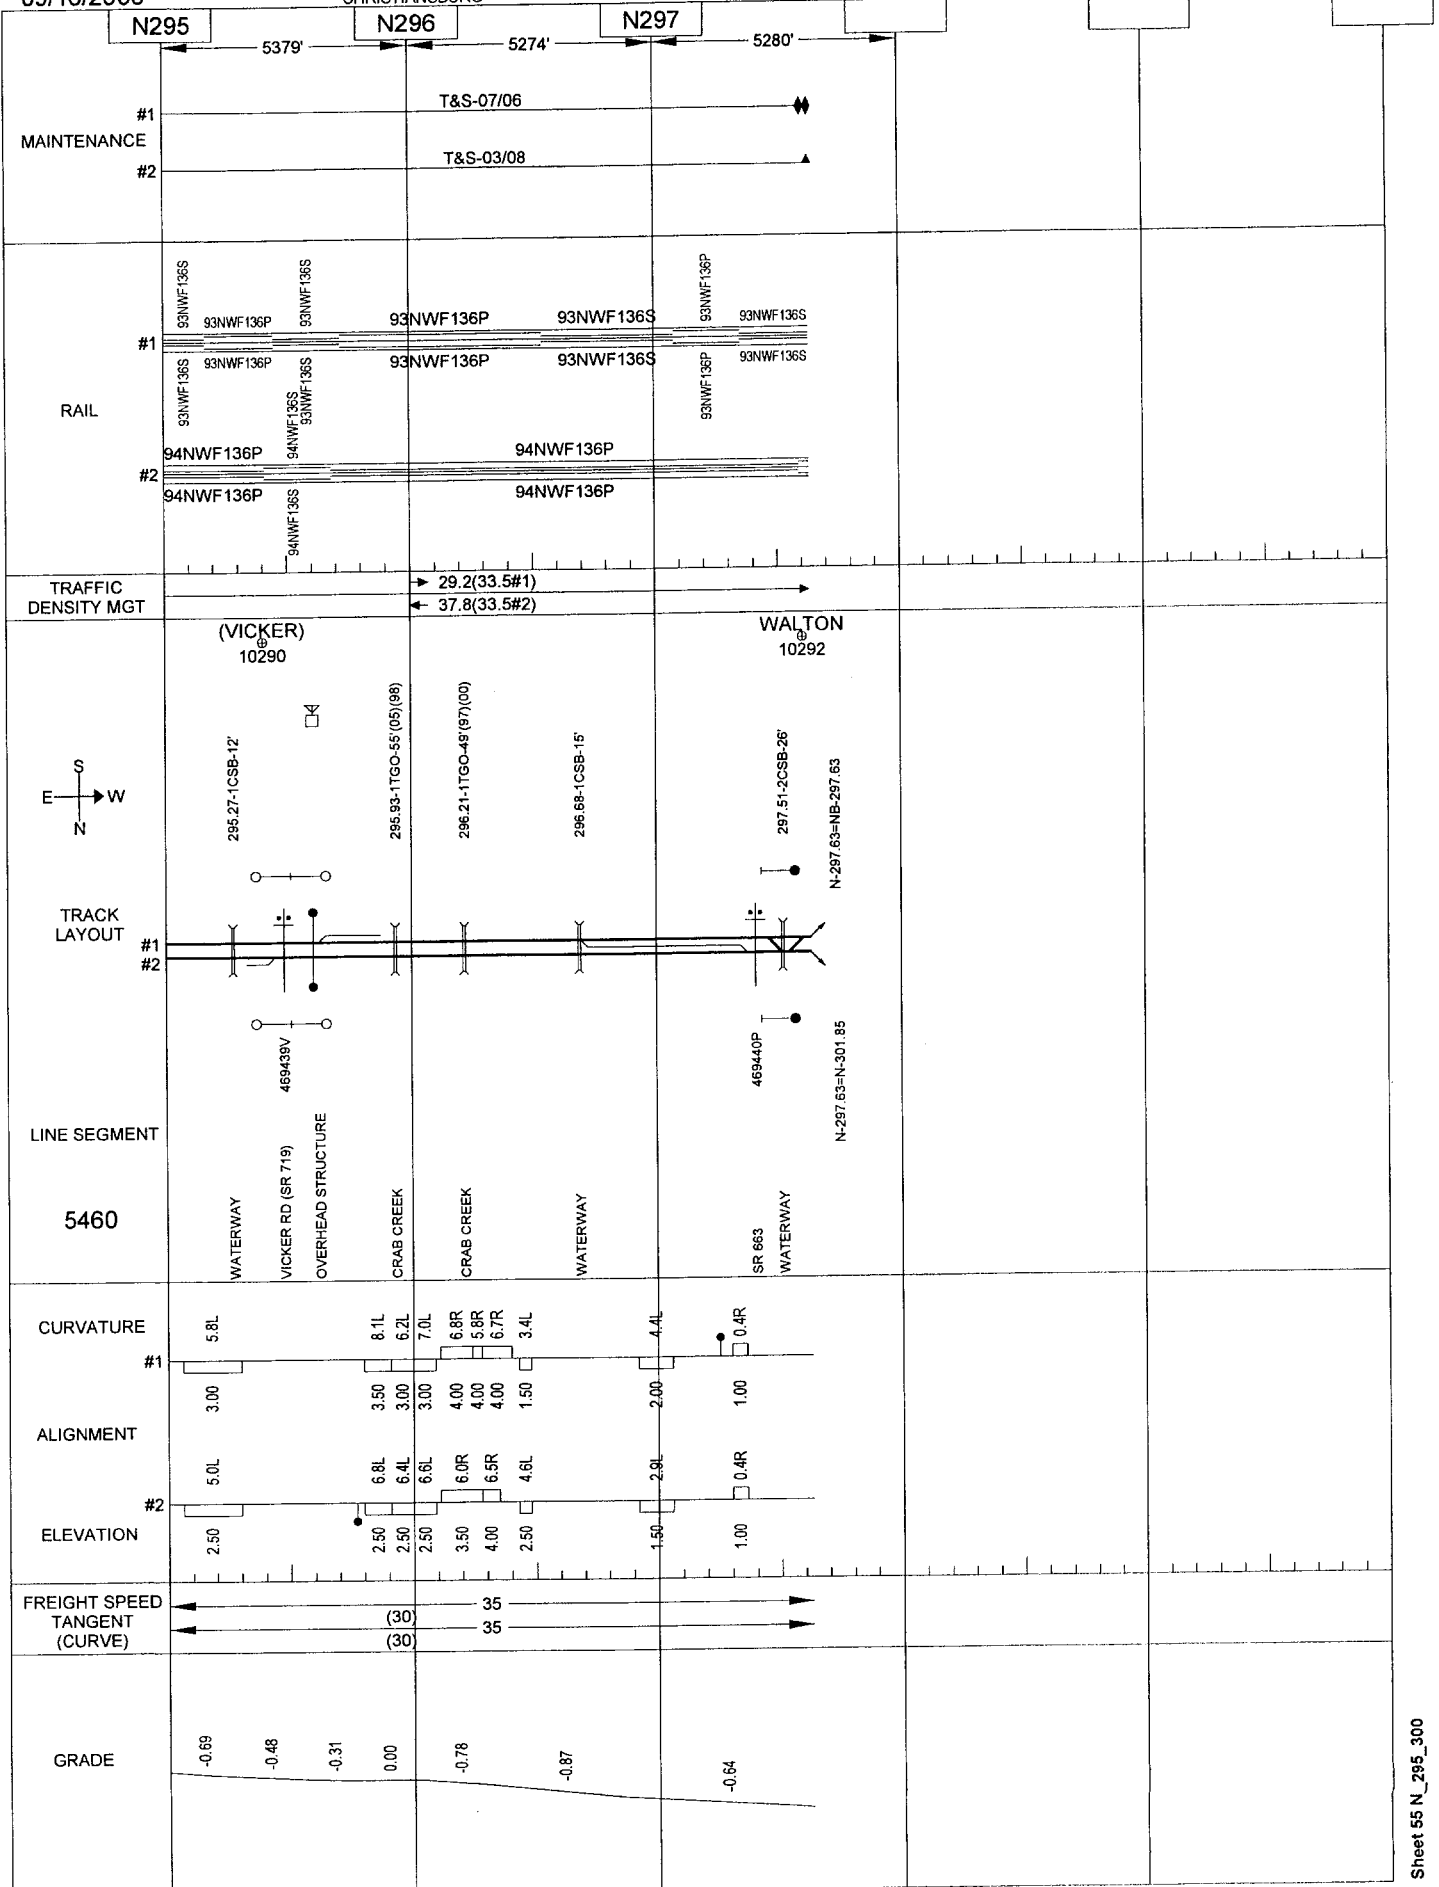 N295
N296
N297
5379'
5274'
5280'
MAINTENANCE
#1
T&S-07/06
#2
T&S-03/08
RAIL
#1
93NWF136S
93NWF136P
93NWF136S
93NWF136P
93NWF136S
93NWF136P
93NWF136S
93NWF136S
93NWF136P
93NWF136S
93NWF136P
93NWF136S
93NWF136P
93NWF136S
#2
94NWF136P
94NWF136S
94NWF136P
94NWF136P
94NWF136S
94NWF136P
TRAFFIC
DENSITY MGT
29.2(33.5#1)
37.8(33.5#2)
(VICKER)
10290
WALTON
10292
S
E W
N
295.27-1CSB-12'
295.93-1TGO-55'(05)(98)
296.21-1TGO-49'(97)(00)
296.68-1CSB-15'
297.51-2CSB-26'
N-297.63=NB-297.63
TRACK
LAYOUT
#1
#2
469439V
469440P
N-297.63=N-301.85
LINE SEGMENT
5460
WATERWAY
VICKER RD (SR 719)
OVERHEAD STRUCTURE
CRAB CREEK
CRAB CREEK
WATERWAY
SR 663
WATERWAY
CURVATURE
#1
5.8L
8.1L
6.2L
7.0L
6.8R
5.8R
6.7R
3.4L
4.4L
0.4R
3.00
3.50
3.00
3.00
4.00
4.00
4.00
1.50
2.00
1.00
ALIGNMENT
#2
5.0L
6.8L
6.4L
6.6L
6.0R
6.5R
4.6L
2.9L
0.4R
ELEVATION
2.50
2.50
2.50
2.50
3.50
4.00
2.50
1.50
1.00
FREIGHT SPEED
TANGENT
(CURVE)
35
(30)
35
(30)
GRADE
-0.69
-0.48
-0.31
0.00
-0.78
-0.87
-0.64
Sheet 55 N_295_300